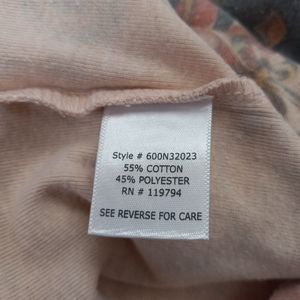 Style # 600N32023
55% COTTON
45% POLYESTER
RN # 119794
SEE REVERSE FOR CARE